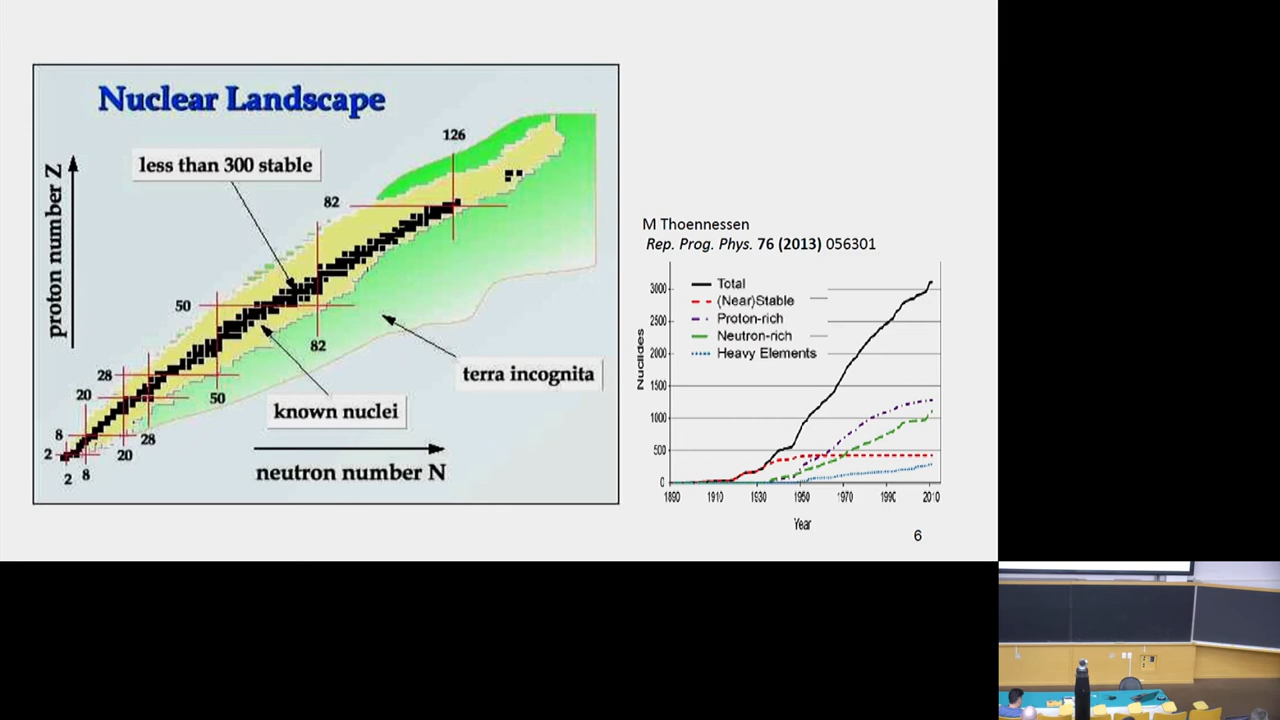 Nuclear Landscape
126
less than 300 stable
proton number Z
82
50
82
terra incognita
28
50
20
known nuclei
8
28
2
20
8
2
neutron number N
M Thoennessen
Rep. Prog. Phys. 76 (2013) 056301
Total
(Near)Stable
Proton-rich
Neutron-rich
Heavy Elements
Nuclides
3000
2500
2000
1500
1000
500
0
1890
1910
1930
1950
1970
1990
2010
Year
6